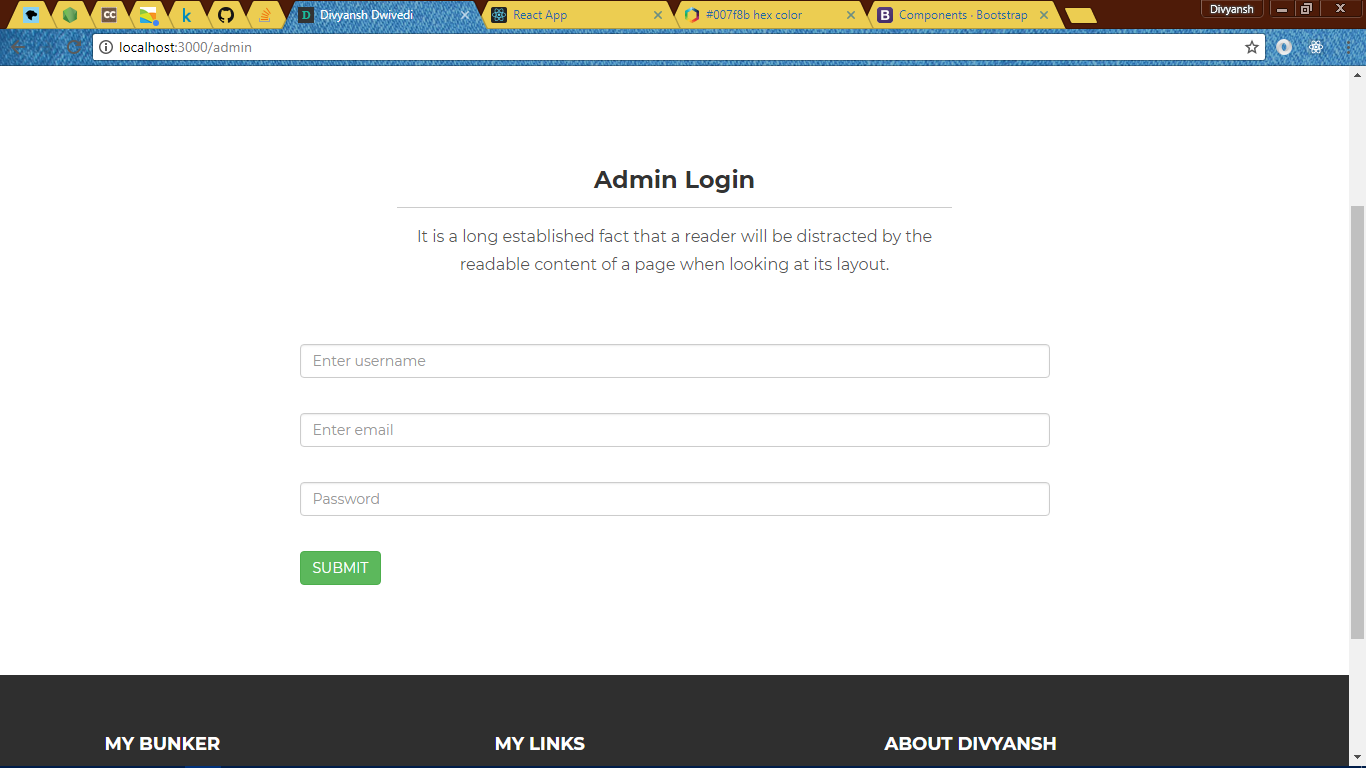 Divyansh Dwivedi
React App
#007f8b hex color
Components · Bootstrap
Divyansh
localhost:3000/admin
Admin Login
It is a long established fact that a reader will be distracted by the
readable content of a page when looking at its layout.
Enter username
Enter email
Password
SUBMIT
MY BUNKER
MY LINKS
ABOUT DIVYANSH